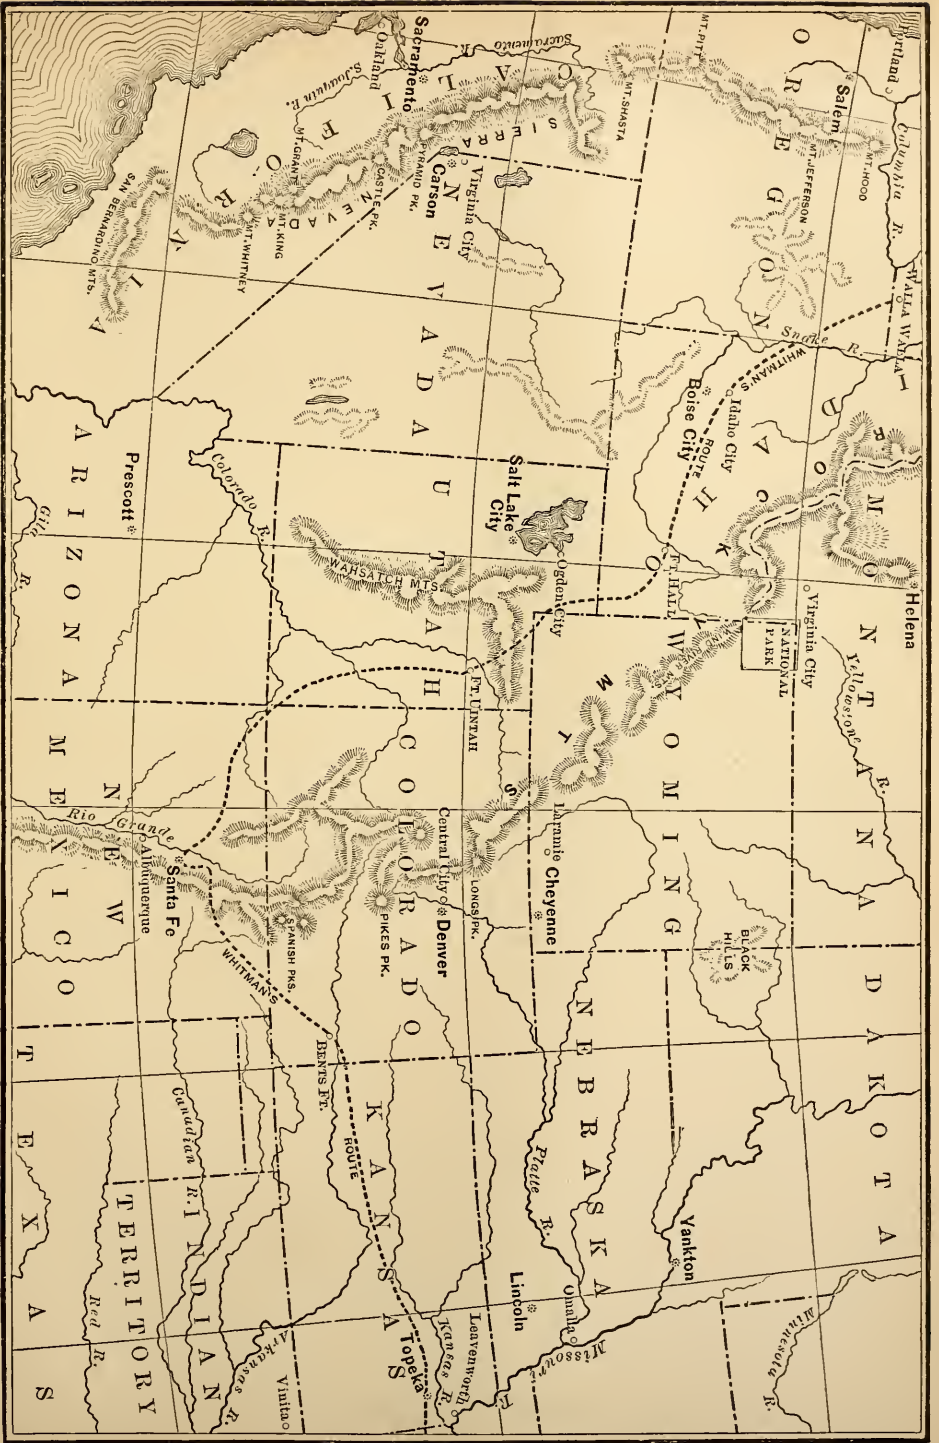 Portland
Columbia R.
WALLA WALLA
Salem
MT. HOOD
MT. JEFFERSON
OREGON
MT. PITT
MT. SHASTA
Sacramento R.
Sacramento
Oakland
S. Joaquin R.
CALIFORNIA
SIERRA NEVADA
PYRAMID PK.
CASTLE PK.
MT. GRANT
MT. KING
MT. WHITNEY
SAN BERNARDINO MTS.
Virginia City
Carson
NEVADA
Snake R.
WHITMAN'S ROUTE
Idaho City
Boise City
IDAHO
FT. HALL
Salt Lake City
Ogden City
UTAH
WAHSATCH MTS.
FT. UINTAH
Colorado R.
Prescott
Gila R.
ARIZONA
Helena
MONTANA
Virginia City
NATIONAL PARK
Yellowstone R.
ROCKY MTS
WIND RIVER MTS.
WYOMING
Laramie
Cheyenne
BLACK HILLS
DAKOTA
LONGS PK.
Central City
Denver
PIKES PK.
COLORADO
SPANISH PKS.
Rio Grande
Albuquerque
Santa Fe
NEW MEXICO
WHITMAN'S ROUTE
BENTS FT.
Canadian R.
NEBRASKA
Platte R.
Yankton
Lincoln
Omaha
Missouri R.
Minnesota R.
KANSAS
Leavenworth
Kansas R.
Topeka
Arkansas R.
Vinita
INDIAN TERRITORY
Red R.
TEXAS